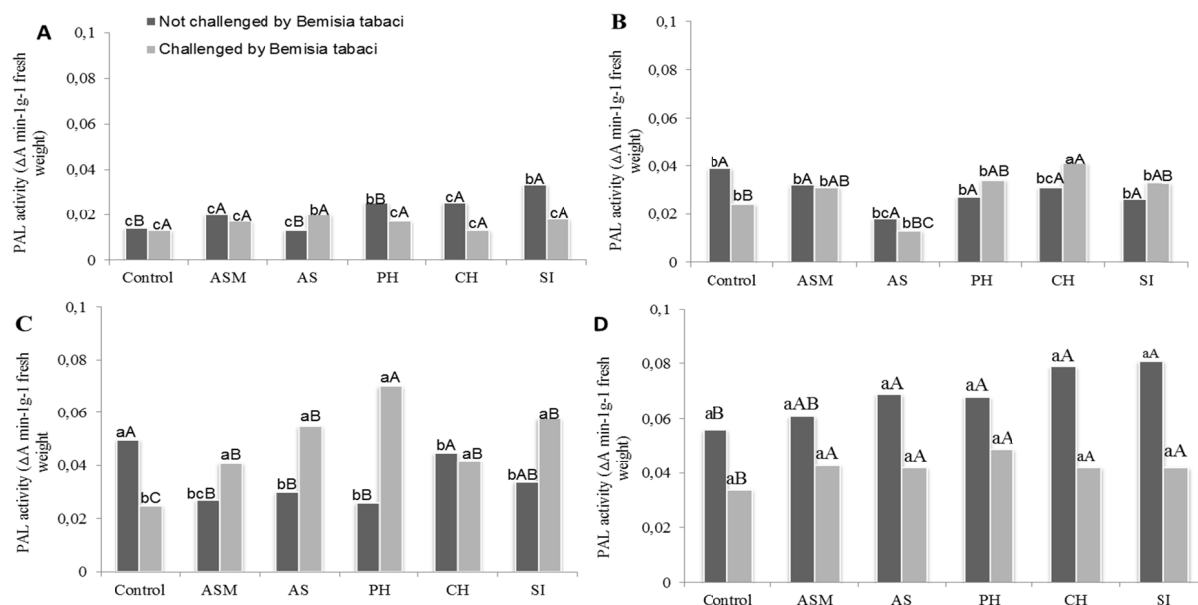 A
Not challenged by Bemisia tabaci
Challenged by Bemisia tabaci
PAL activity (ΔA min-1g-1 fresh
weight)
0,1
0,08
0,06
0,04
0,02
0
cB cA cA cA cB bA bB cA cA cA bA cA
Control ASM AS PH CH SI
B
PAL activity (ΔA min-1g-1 fresh
weight)
0,1
0,08
0,06
0,04
0,02
0
bA bB bA bAB bcA bBC bA bAB bcA aA bA bAB
Control ASM AS PH CH SI
C
PAL activity (ΔA min-1g-1 fresh
weight)
0,1
0,08
0,06
0,04
0,02
0
aA bC bcB aB bB aB bB aA bA aB bAB aB
Control ASM AS PH CH SI
D
PAL activity (ΔA min-1g-1 fresh
weight)
0,1
0,08
0,06
0,04
0,02
0
aB aB aAB aA aA aA aA aA aA aA aA aA
Control ASM AS PH CH SI